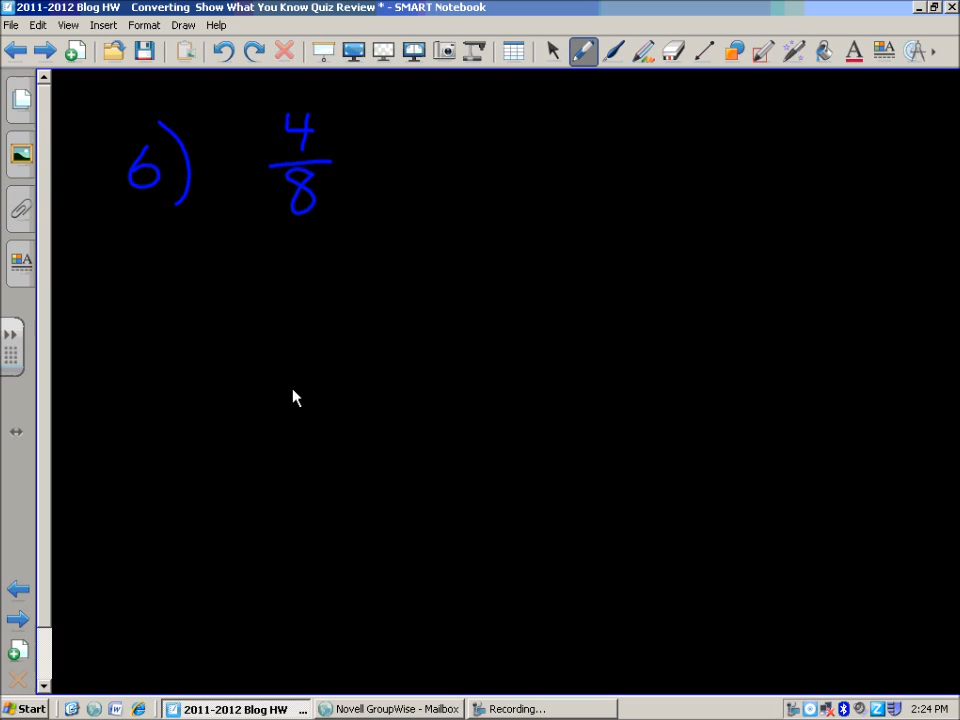 2011-2012 Blog HW    Converting  Show What You Know Quiz Review * - SMART Notebook
File Edit View Insert Format Draw Help
6) 4/8
Start 2011-2012 Blog HW ... Novell GroupWise - Mailbox Recording... 2:24 PM